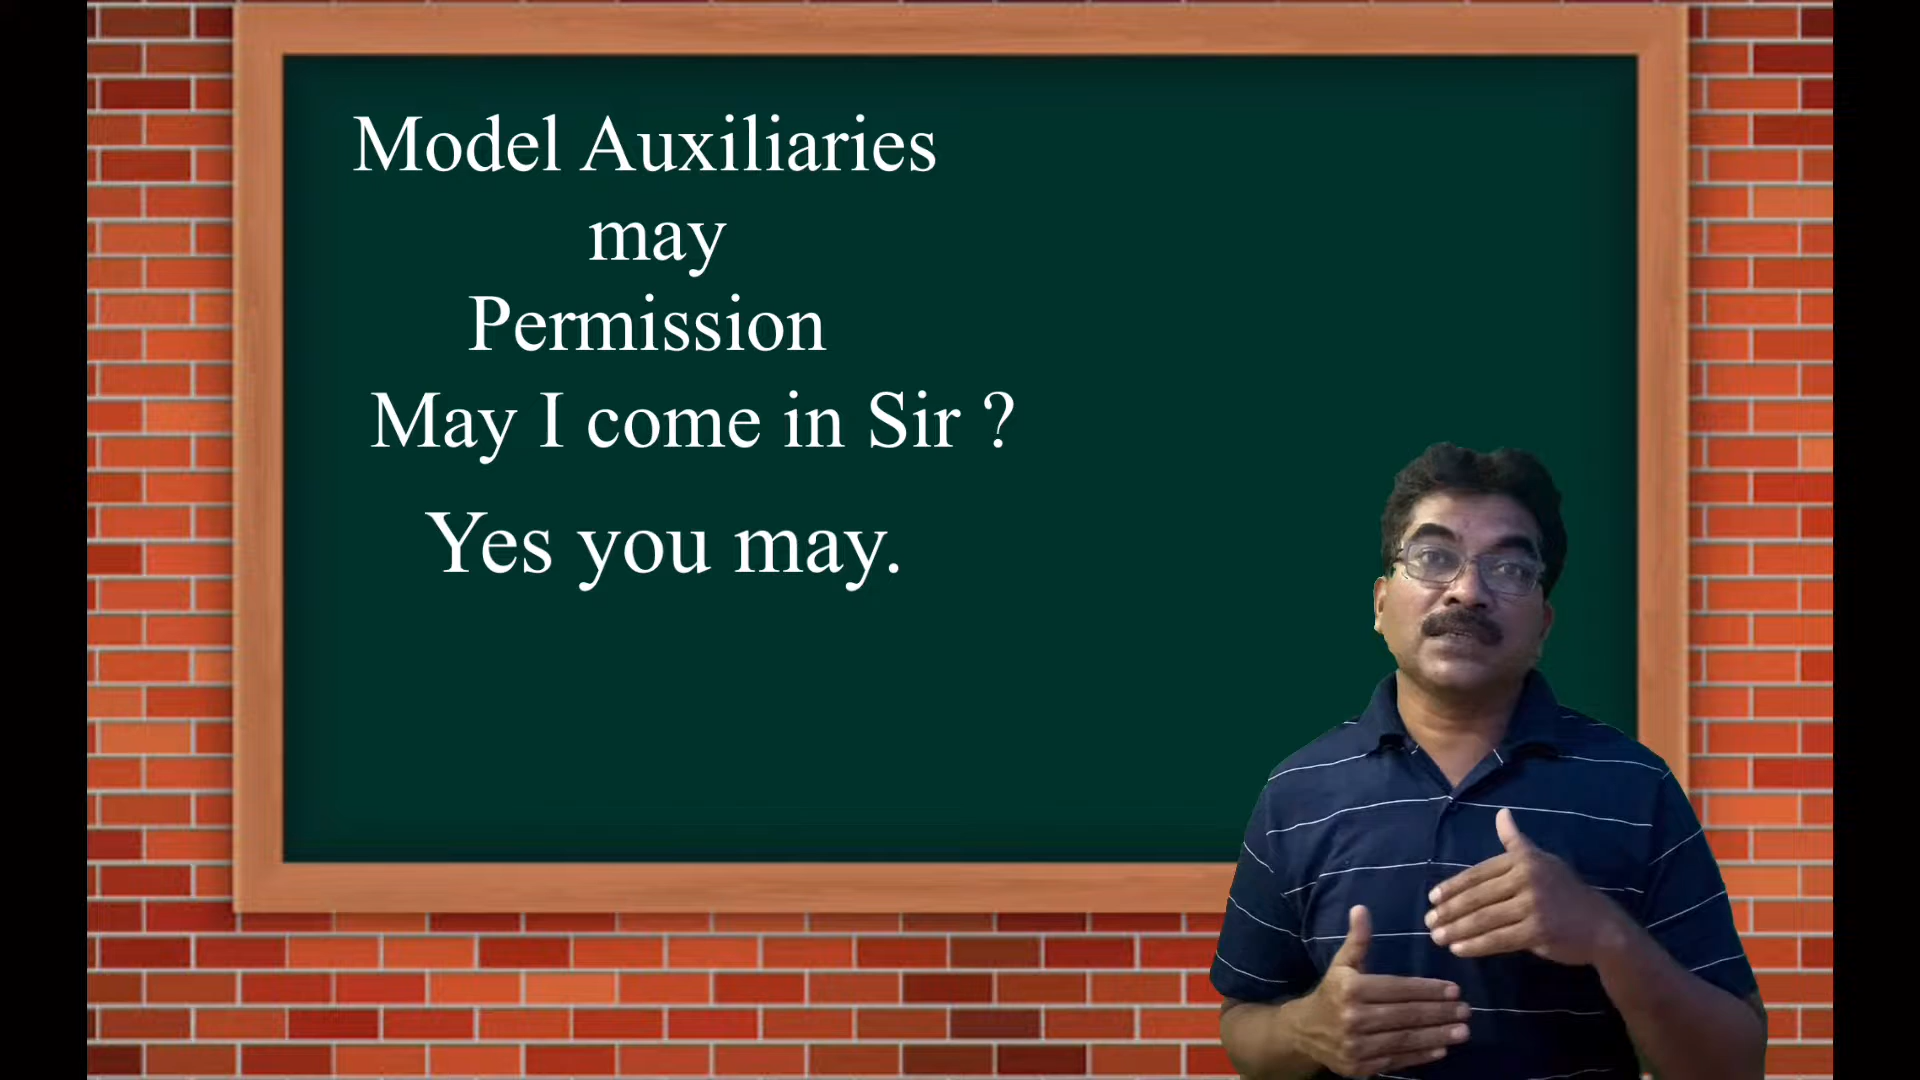 Model Auxiliaries
may
Permission
May I come in Sir ?
Yes you may.